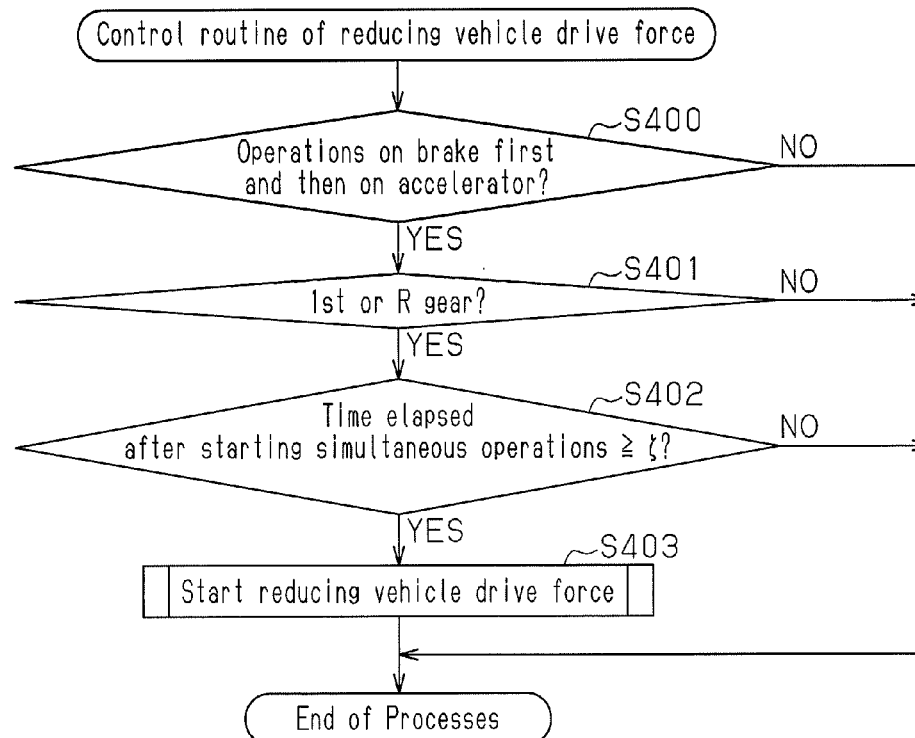 Control routine of reducing vehicle drive force
S400
Operations on brake first
and then on accelerator?
NO
YES
S401
1st or R gear?
NO
YES
S402
Time elapsed
after starting simultaneous operations ≧ ζ?
NO
YES
S403
Start reducing vehicle drive force
End of Processes